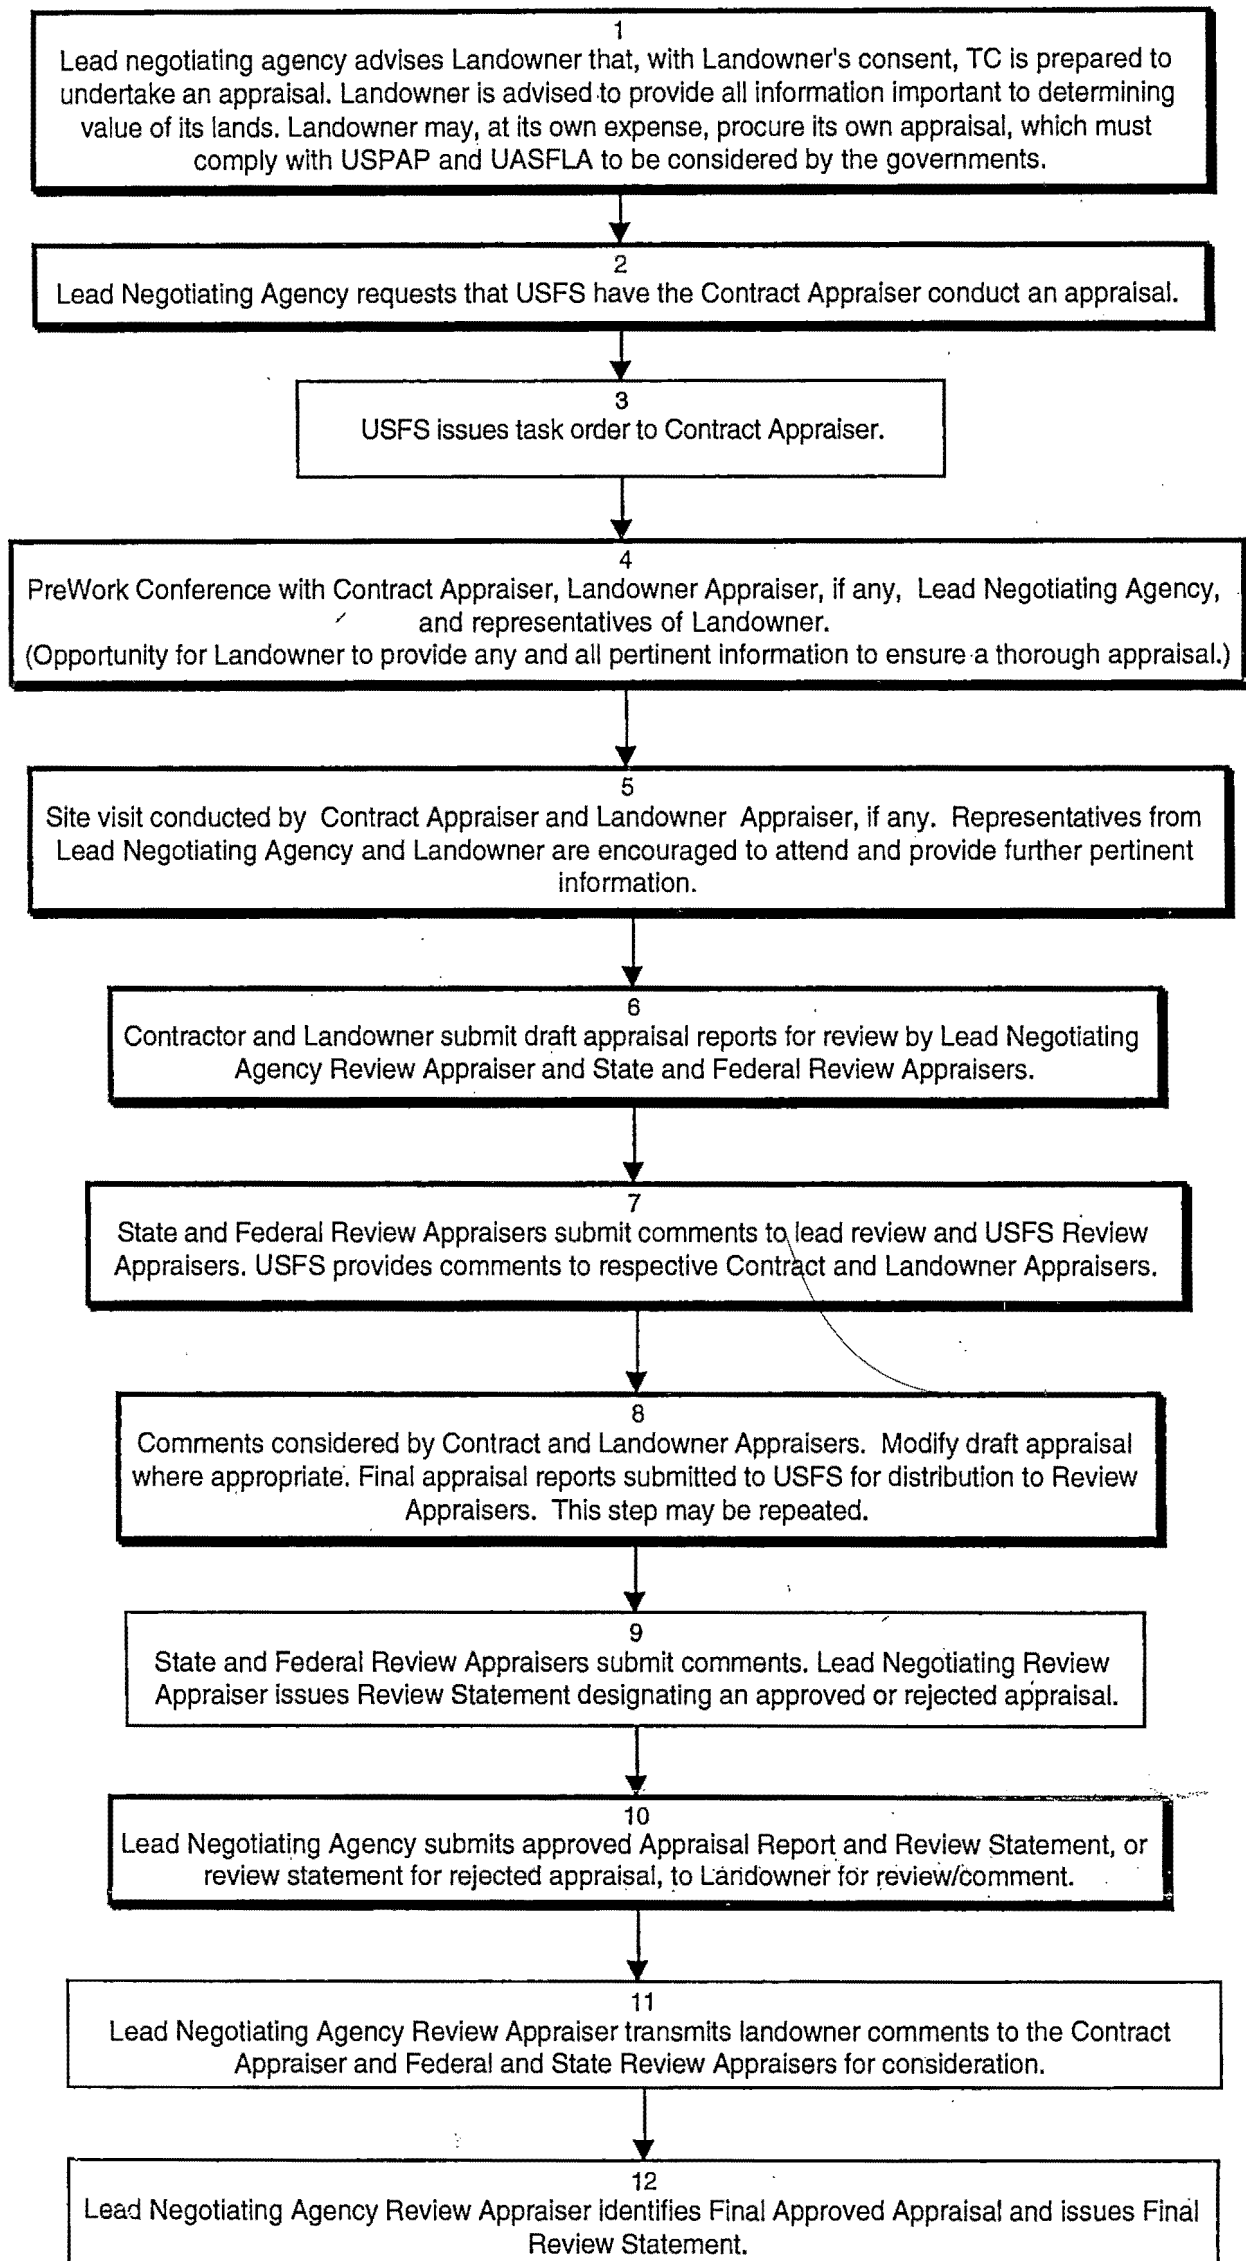 1
Lead negotiating agency advises Landowner that, with Landowner's consent, TC is prepared to
undertake an appraisal. Landowner is advised to provide all information important to determining
value of its lands. Landowner may, at its own expense, procure its own appraisal, which must
comply with USPAP and UASFLA to be considered by the governments.
2
Lead Negotiating Agency requests that USFS have the Contract Appraiser conduct an appraisal.
3
USFS issues task order to Contract Appraiser.
4
PreWork Conference with Contract Appraiser, Landowner Appraiser, if any, Lead Negotiating Agency,
and representatives of Landowner.
(Opportunity for Landowner to provide any and all pertinent information to ensure a thorough appraisal.)
5
Site visit conducted by Contract Appraiser and Landowner Appraiser, if any. Representatives from
Lead Negotiating Agency and Landowner are encouraged to attend and provide further pertinent
information.
6
Contractor and Landowner submit draft appraisal reports for review by Lead Negotiating
Agency Review Appraiser and State and Federal Review Appraisers.
7
State and Federal Review Appraisers submit comments to lead review and USFS Review
Appraisers. USFS provides comments to respective Contract and Landowner Appraisers.
8
Comments considered by Contract and Landowner Appraisers. Modify draft appraisal
where appropriate. Final appraisal reports submitted to USFS for distribution to Review
Appraisers. This step may be repeated.
9
State and Federal Review Appraisers submit comments. Lead Negotiating Review
Appraiser issues Review Statement designating an approved or rejected appraisal.
10
Lead Negotiating Agency submits approved Appraisal Report and Review Statement, or
review statement for rejected appraisal, to Landowner for review/comment.
11
Lead Negotiating Agency Review Appraiser transmits landowner comments to the Contract
Appraiser and Federal and State Review Appraisers for consideration.
12
Lead Negotiating Agency Review Appraiser identifies Final Approved Appraisal and issues Final
Review Statement.